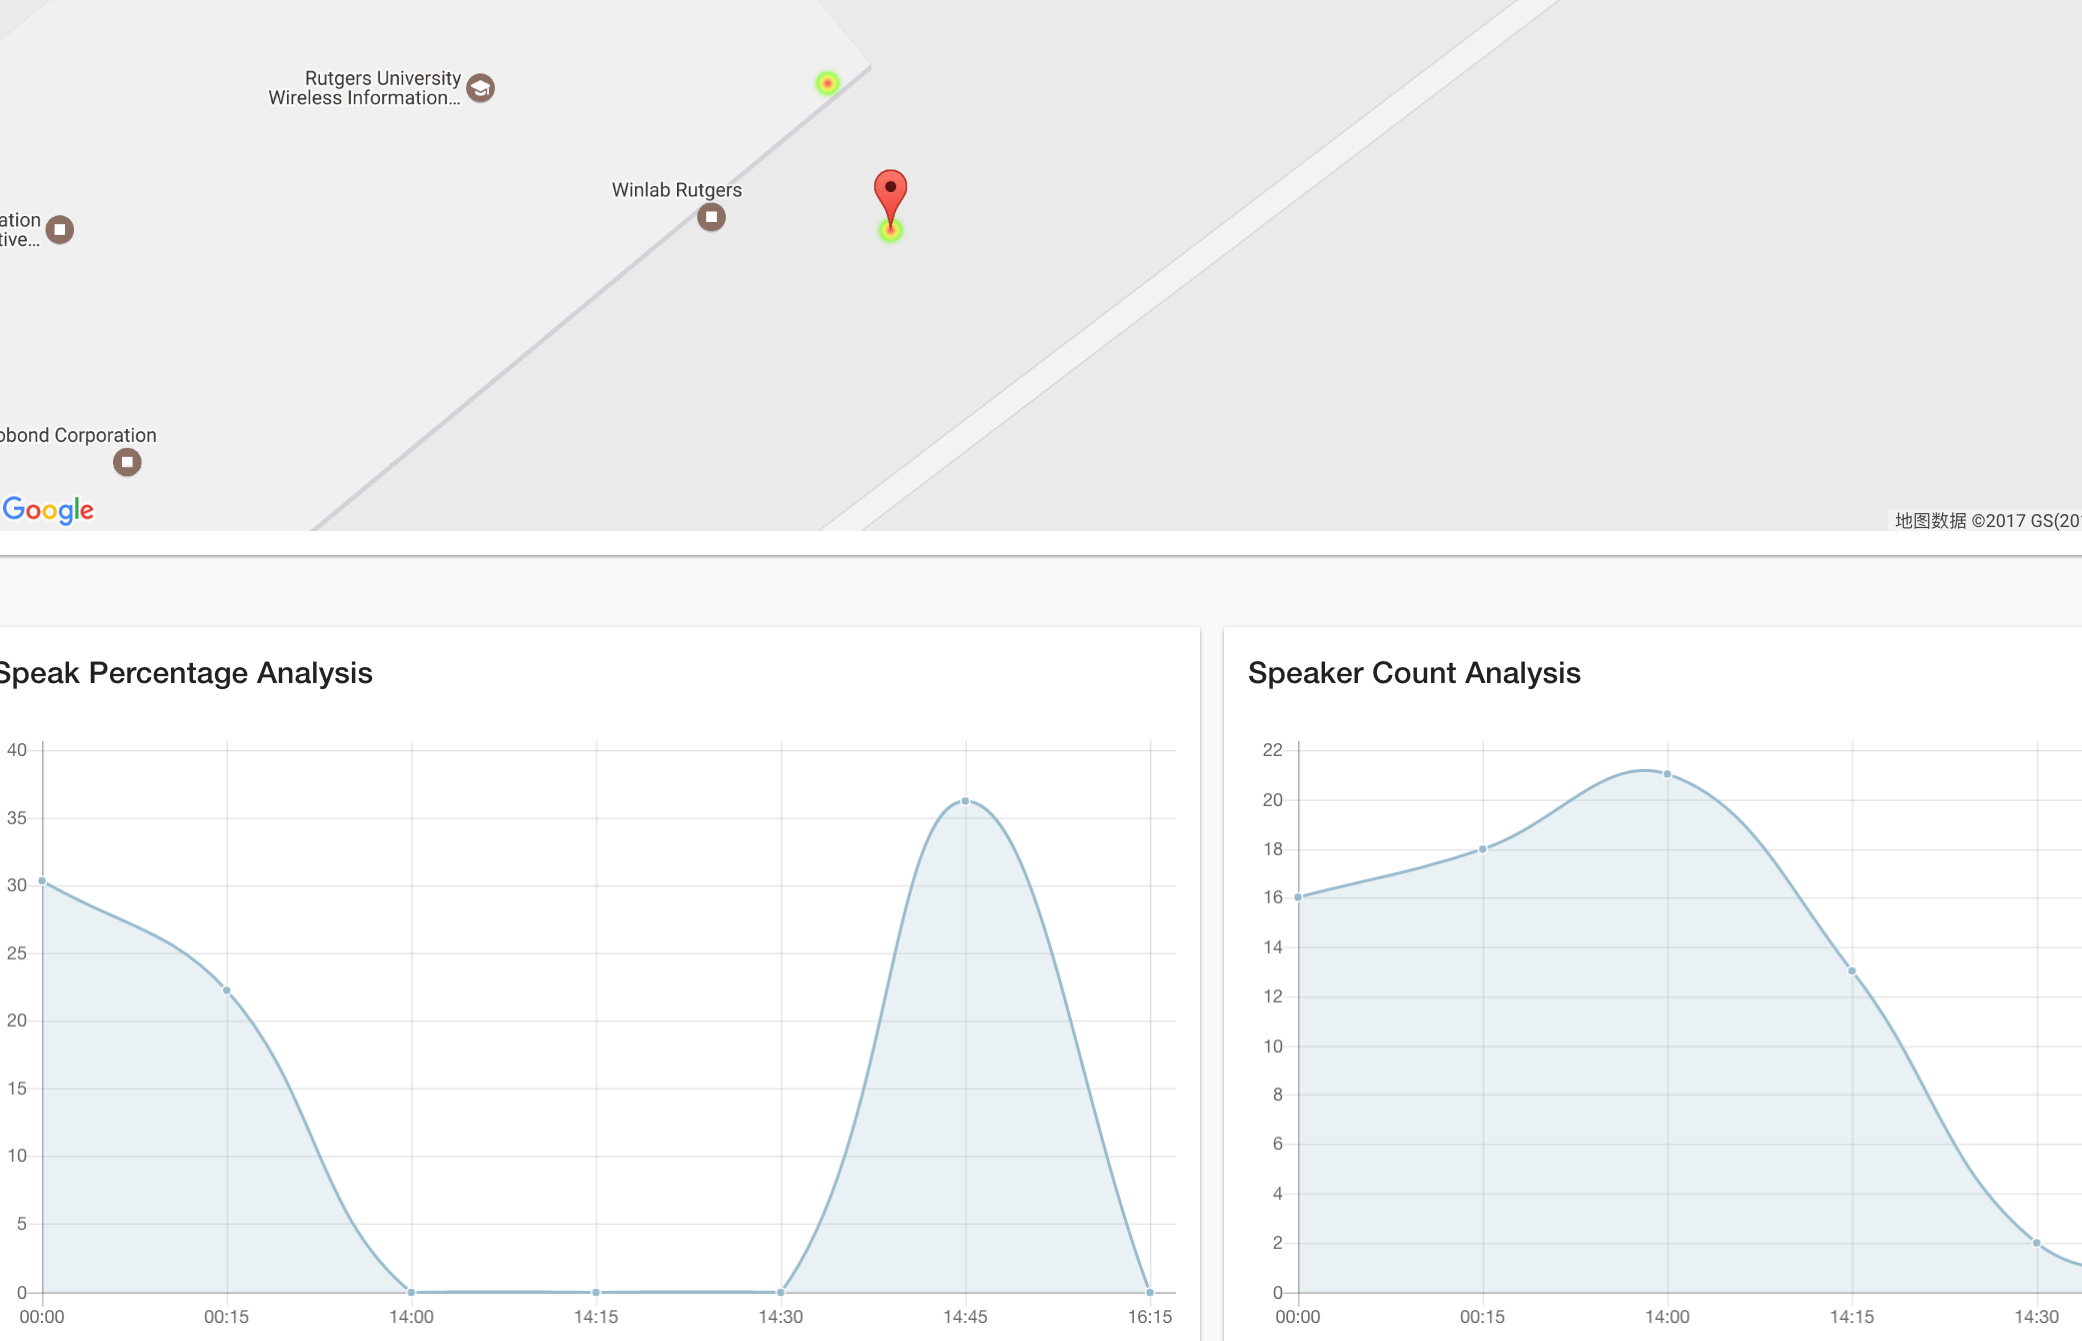 Rutgers University
Wireless Information...
Winlab Rutgers
ation
tive...
obond Corporation
Google
地图数据 ©2017 GS(20
Speak Percentage Analysis
40
35
30
25
20
15
10
5
0
00:00 00:15 14:00 14:15 14:30 14:45 16:15
Speaker Count Analysis
22
20
18
16
14
12
10
8
6
4
2
0
00:00 00:15 14:00 14:15 14:30